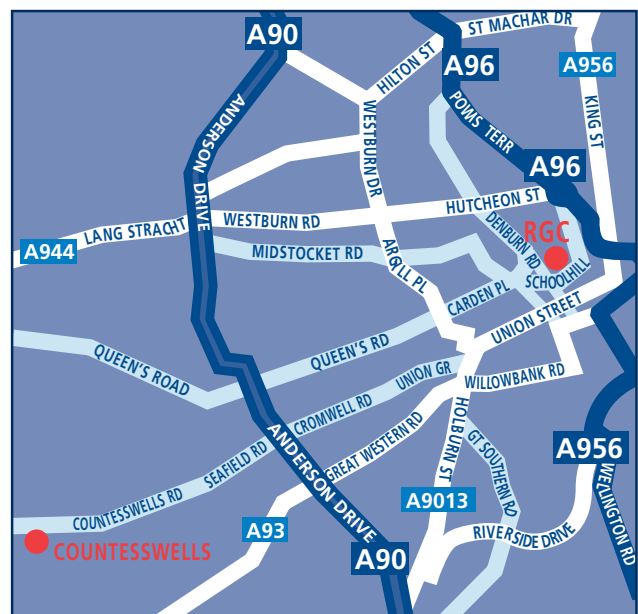 A90
ST MACHAR DR
HILTON ST
A96
A956
ANDERSON DRIVE
WESTBURN DR
POWIS TERR
KING ST
A96
HUTCHEON ST
LANG STRACHT
WESTBURN RD
DENBURN RD
RGC
A944
MIDSTOCKET RD
ARGYLL PL
SCHOOLHILL
CARDEN PL
UNION STREET
QUEEN'S ROAD
QUEEN'S RD
UNION GR
WILLOWBANK RD
CROMWELL RD
HOLBURN ST
SEAFIELD RD
ANDERSON DRIVE
GREAT WESTERN RD
GT SOUTHERN RD
A956
WELLINGTON RD
COUNTESSWELLS RD
A9013
A93
RIVERSIDE DRIVE
COUNTESSWELLS
A90